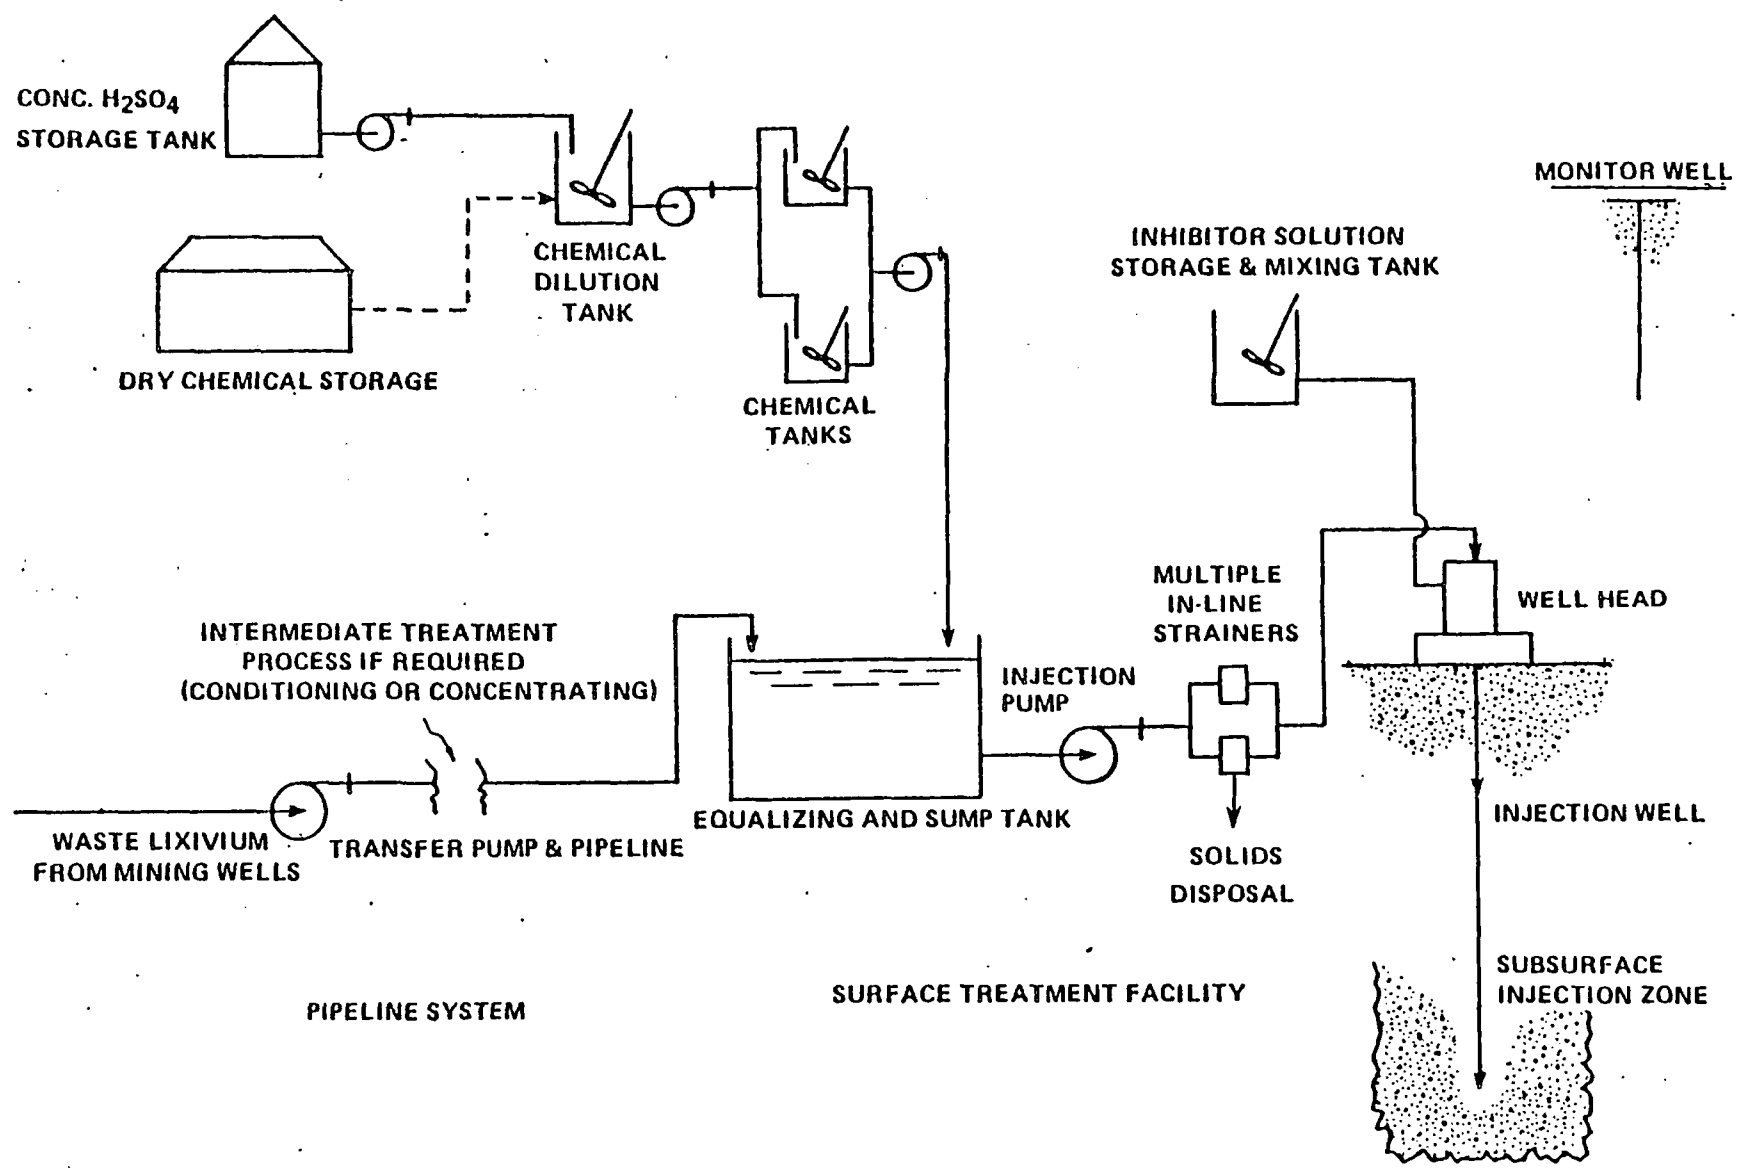 CONC. H2SO4
STORAGE TANK
CHEMICAL
DILUTION
TANK
DRY CHEMICAL STORAGE
CHEMICAL
TANKS
MONITOR WELL
INHIBITOR SOLUTION
STORAGE & MIXING TANK
MULTIPLE
IN-LINE
STRAINERS
WELL HEAD
INTERMEDIATE TREATMENT
PROCESS IF REQUIRED
(CONDITIONING OR CONCENTRATING)
INJECTION
PUMP
WASTE LIXIVIUM
FROM MINING WELLS
TRANSFER PUMP & PIPELINE
EQUALIZING AND SUMP TANK
SOLIDS
DISPOSAL
INJECTION WELL
SUBSURFACE
INJECTION ZONE
PIPELINE SYSTEM
SURFACE TREATMENT FACILITY